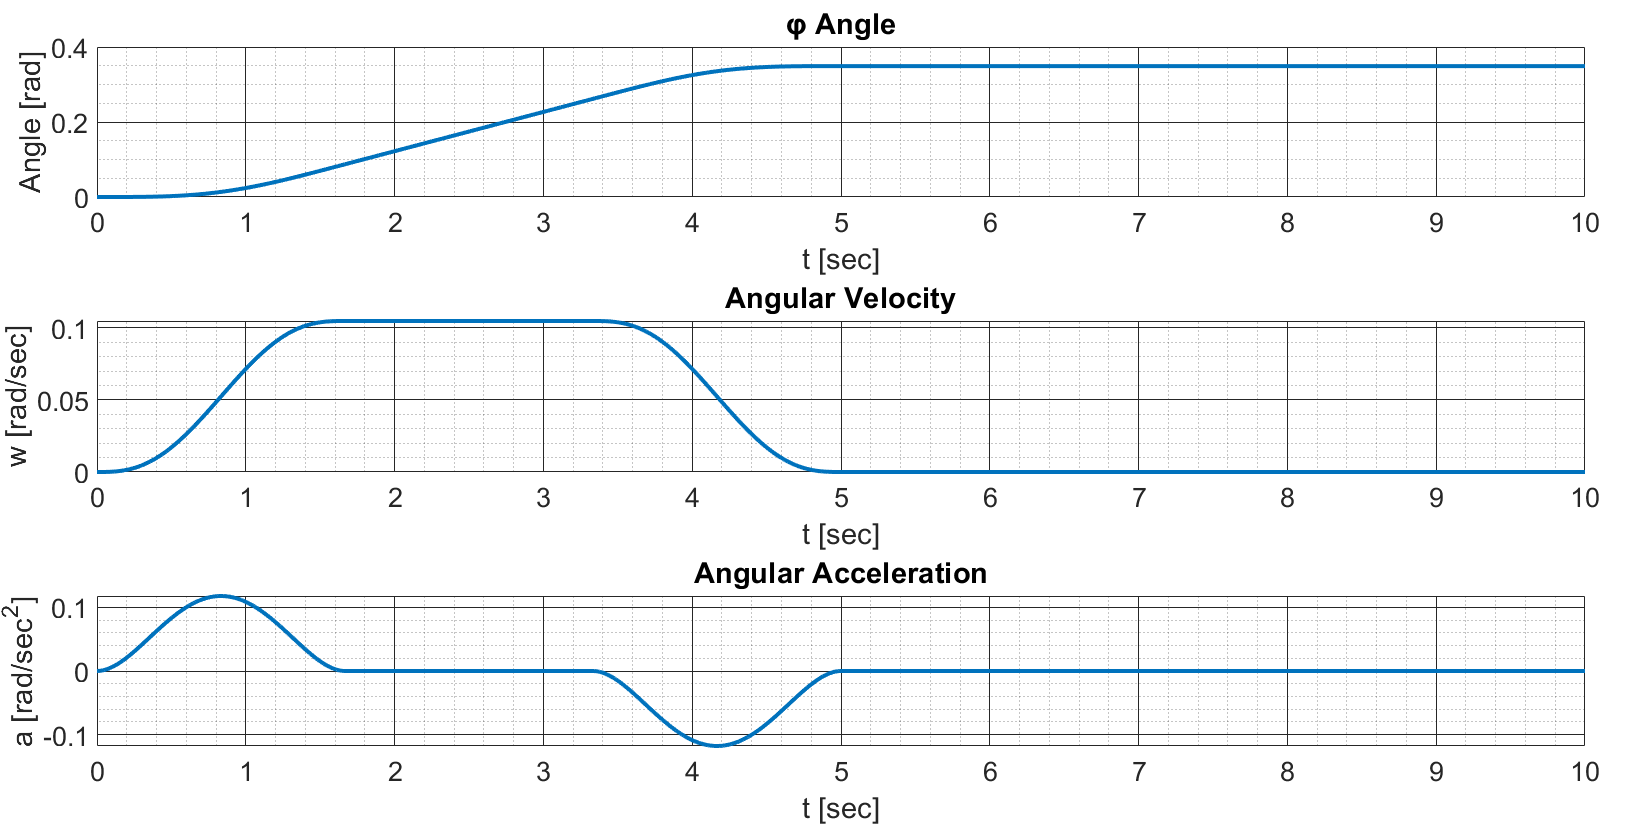 φ Angle
Angle [rad]
0.4
0.2
0
0 1 2 3 4 5 6 7 8 9 10
t [sec]
Angular Velocity
w [rad/sec]
0.1
0.05
0
0 1 2 3 4 5 6 7 8 9 10
t [sec]
Angular Acceleration
a [rad/sec²]
0.1
0
-0.1
0 1 2 3 4 5 6 7 8 9 10
t [sec]